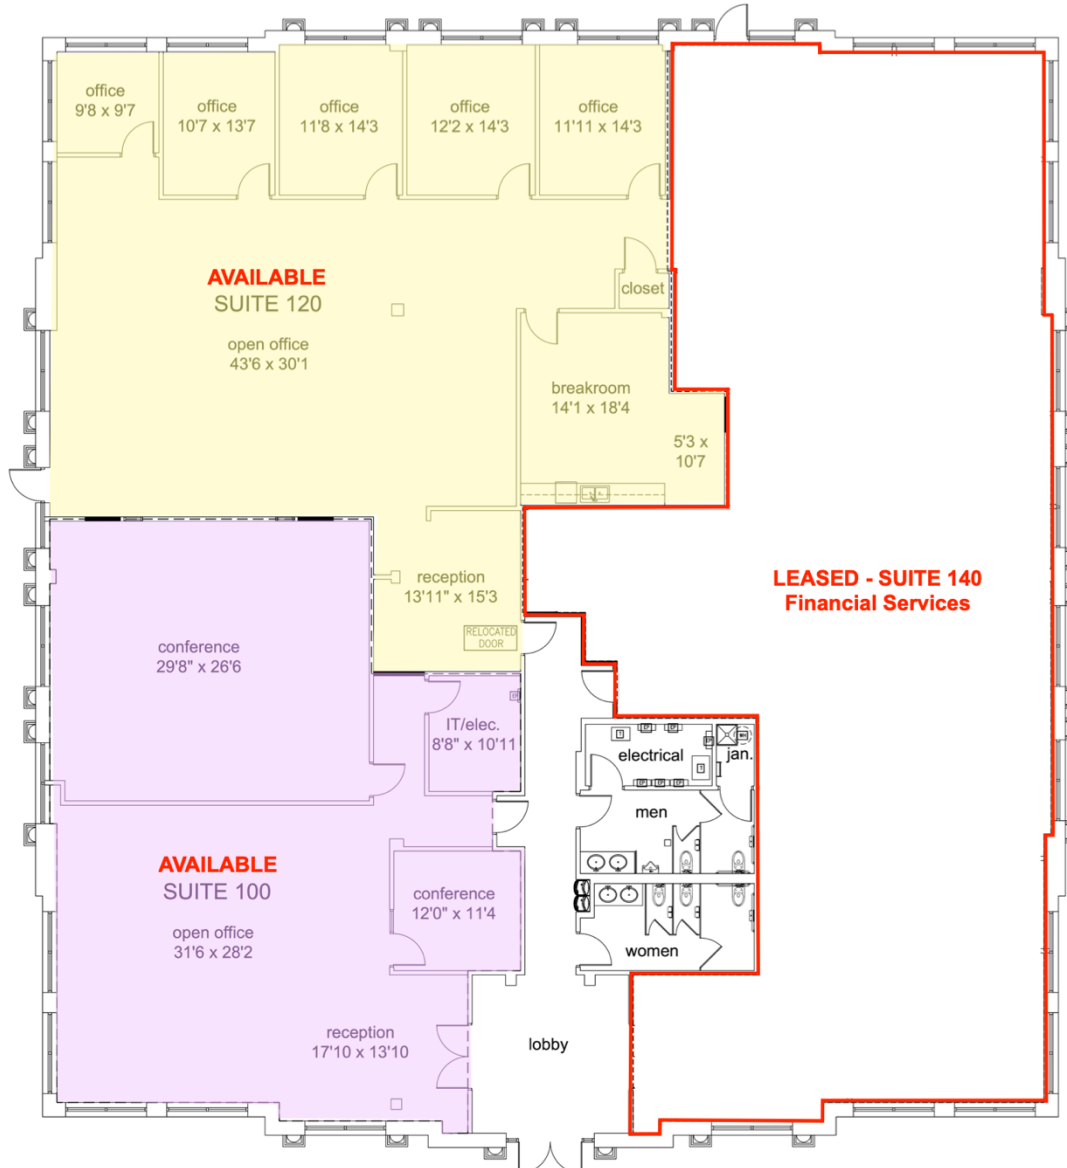 office
9'8 x 9'7
office
10'7 x 13'7
office
11'8 x 14'3
office
12'2 x 14'3
office
11'11 x 14'3
AVAILABLE
SUITE 120
open office
43'6 x 30'1
closet
breakroom
14'1 x 18'4
5'3 x
10'7
reception
13'11" x 15'3
RELOCATED
DOOR
LEASED - SUITE 140
Financial Services
conference
29'8" x 26'6
IT/elec.
8'8" x 10'11
electrical
jan.
men
AVAILABLE
SUITE 100
open office
31'6 x 28'2
conference
12'0" x 11'4
women
reception
17'10 x 13'10
lobby